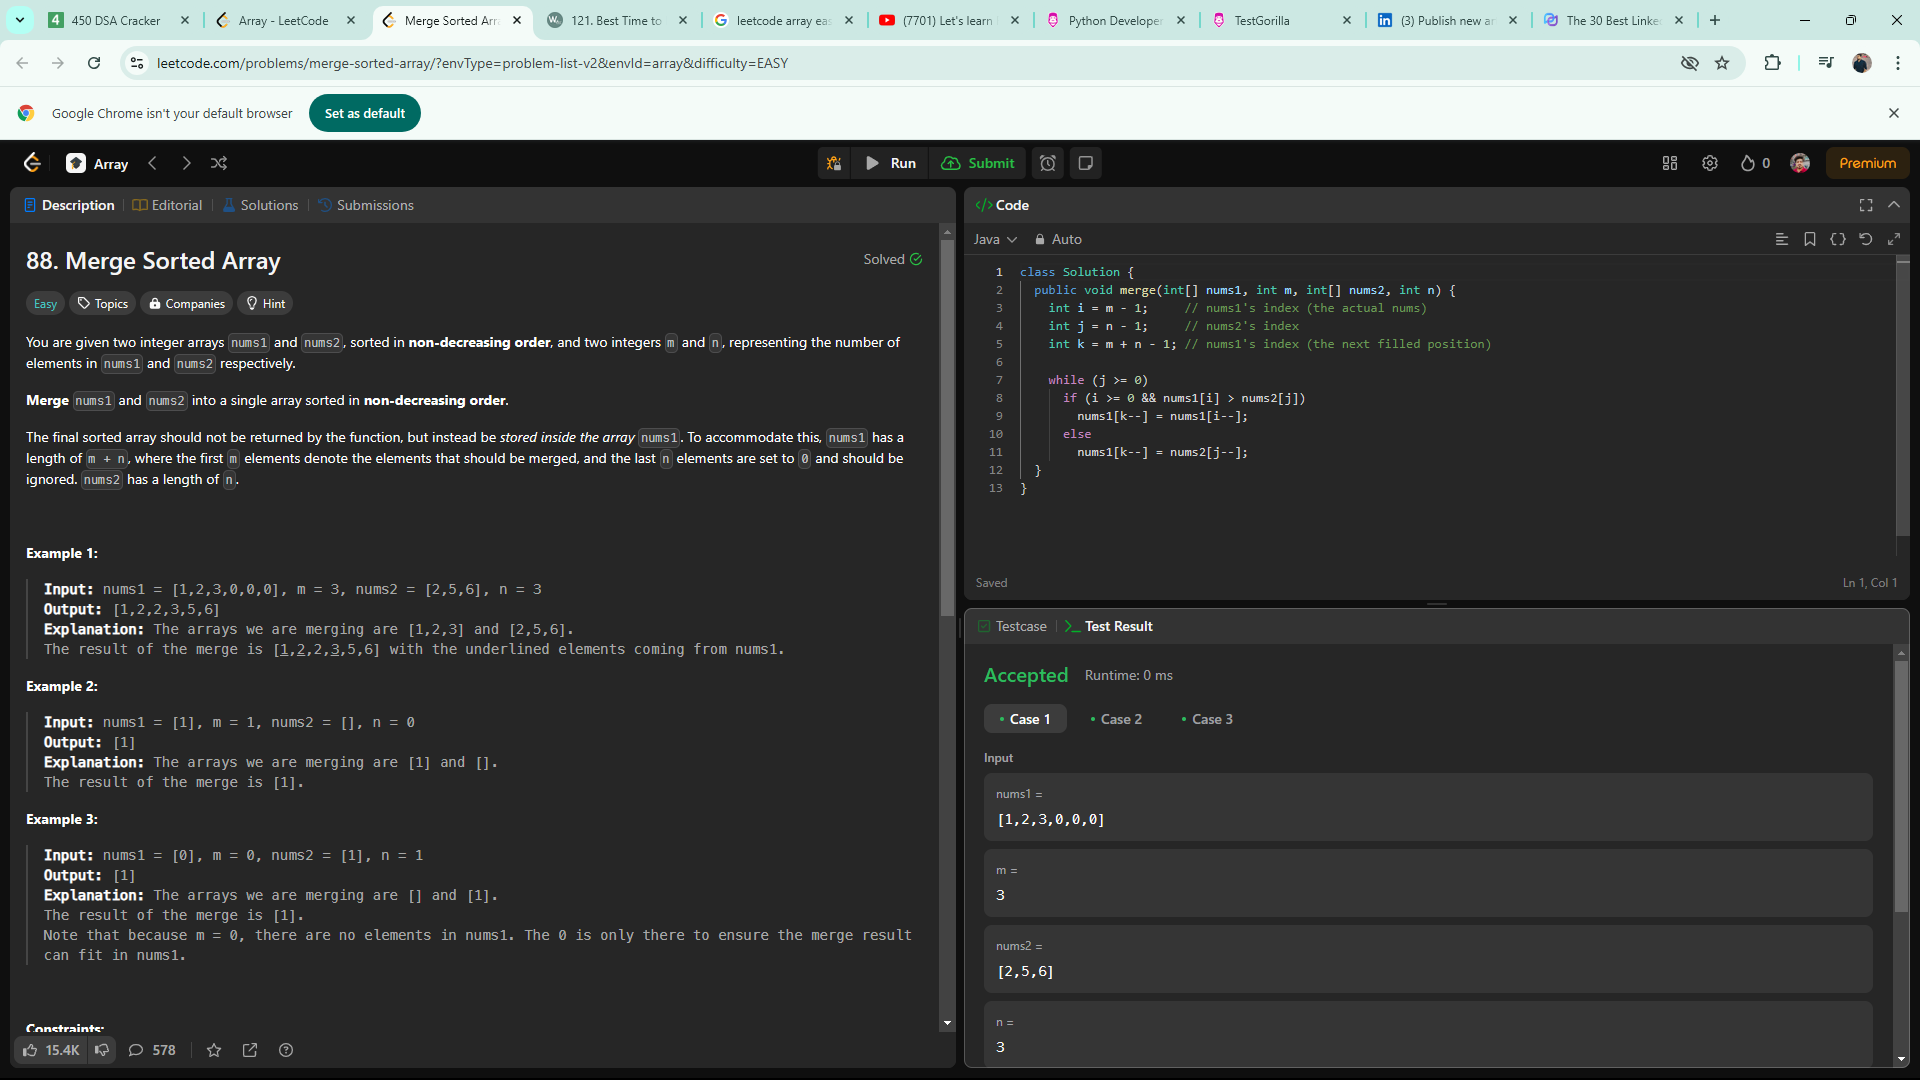 450 DSA Cracker
Array - LeetCode
Merge Sorted Arra
121. Best Time to
leetcode array eas
(7701) Let's learn
Python Developer
TestGorilla
(3) Publish new ar
The 30 Best Linke
leetcode.com/problems/merge-sorted-array/?envType=problem-list-v2&envId=array&difficulty=EASY
Google Chrome isn't your default browser
Set as default
Array
Run
Submit
0
Premium
Description
Editorial
Solutions
Submissions
88. Merge Sorted Array
Solved
Easy
Topics
Companies
Hint
You are given two integer arrays nums1 and nums2, sorted in non-decreasing order, and two integers m and n, representing the number of
elements in nums1 and nums2 respectively.
Merge nums1 and nums2 into a single array sorted in non-decreasing order.
The final sorted array should not be returned by the function, but instead be stored inside the array nums1. To accommodate this, nums1 has a
length of m + n, where the first m elements denote the elements that should be merged, and the last n elements are set to 0 and should be
ignored. nums2 has a length of n.
Example 1:
Input: nums1 = [1,2,3,0,0,0], m = 3, nums2 = [2,5,6], n = 3
Output: [1,2,2,3,5,6]
Explanation: The arrays we are merging are [1,2,3] and [2,5,6].
The result of the merge is [1,2,2,3,5,6] with the underlined elements coming from nums1.
Example 2:
Input: nums1 = [1], m = 1, nums2 = [], n = 0
Output: [1]
Explanation: The arrays we are merging are [1] and [].
The result of the merge is [1].
Example 3:
Input: nums1 = [0], m = 0, nums2 = [1], n = 1
Output: [1]
Explanation: The arrays we are merging are [] and [1].
The result of the merge is [1].
Note that because m = 0, there are no elements in nums1. The 0 is only there to ensure the merge result
can fit in nums1.
Constraints:
15.4K
578
</> Code
Java
Auto
1 class Solution {
2 public void merge(int[] nums1, int m, int[] nums2, int n) {
3 int i = m - 1; // nums1's index (the actual nums)
4 int j = n - 1; // nums2's index
5 int k = m + n - 1; // nums1's index (the next filled position)
6
7 while (j >= 0)
8 if (i >= 0 && nums1[i] > nums2[j])
9 nums1[k--] = nums1[i--];
10 else
11 nums1[k--] = nums2[j--];
12 }
13 }
Saved
Ln 1, Col 1
Testcase
Test Result
Accepted
Runtime: 0 ms
Case 1
Case 2
Case 3
Input
nums1 =
[1,2,3,0,0,0]
m =
3
nums2 =
[2,5,6]
n =
3